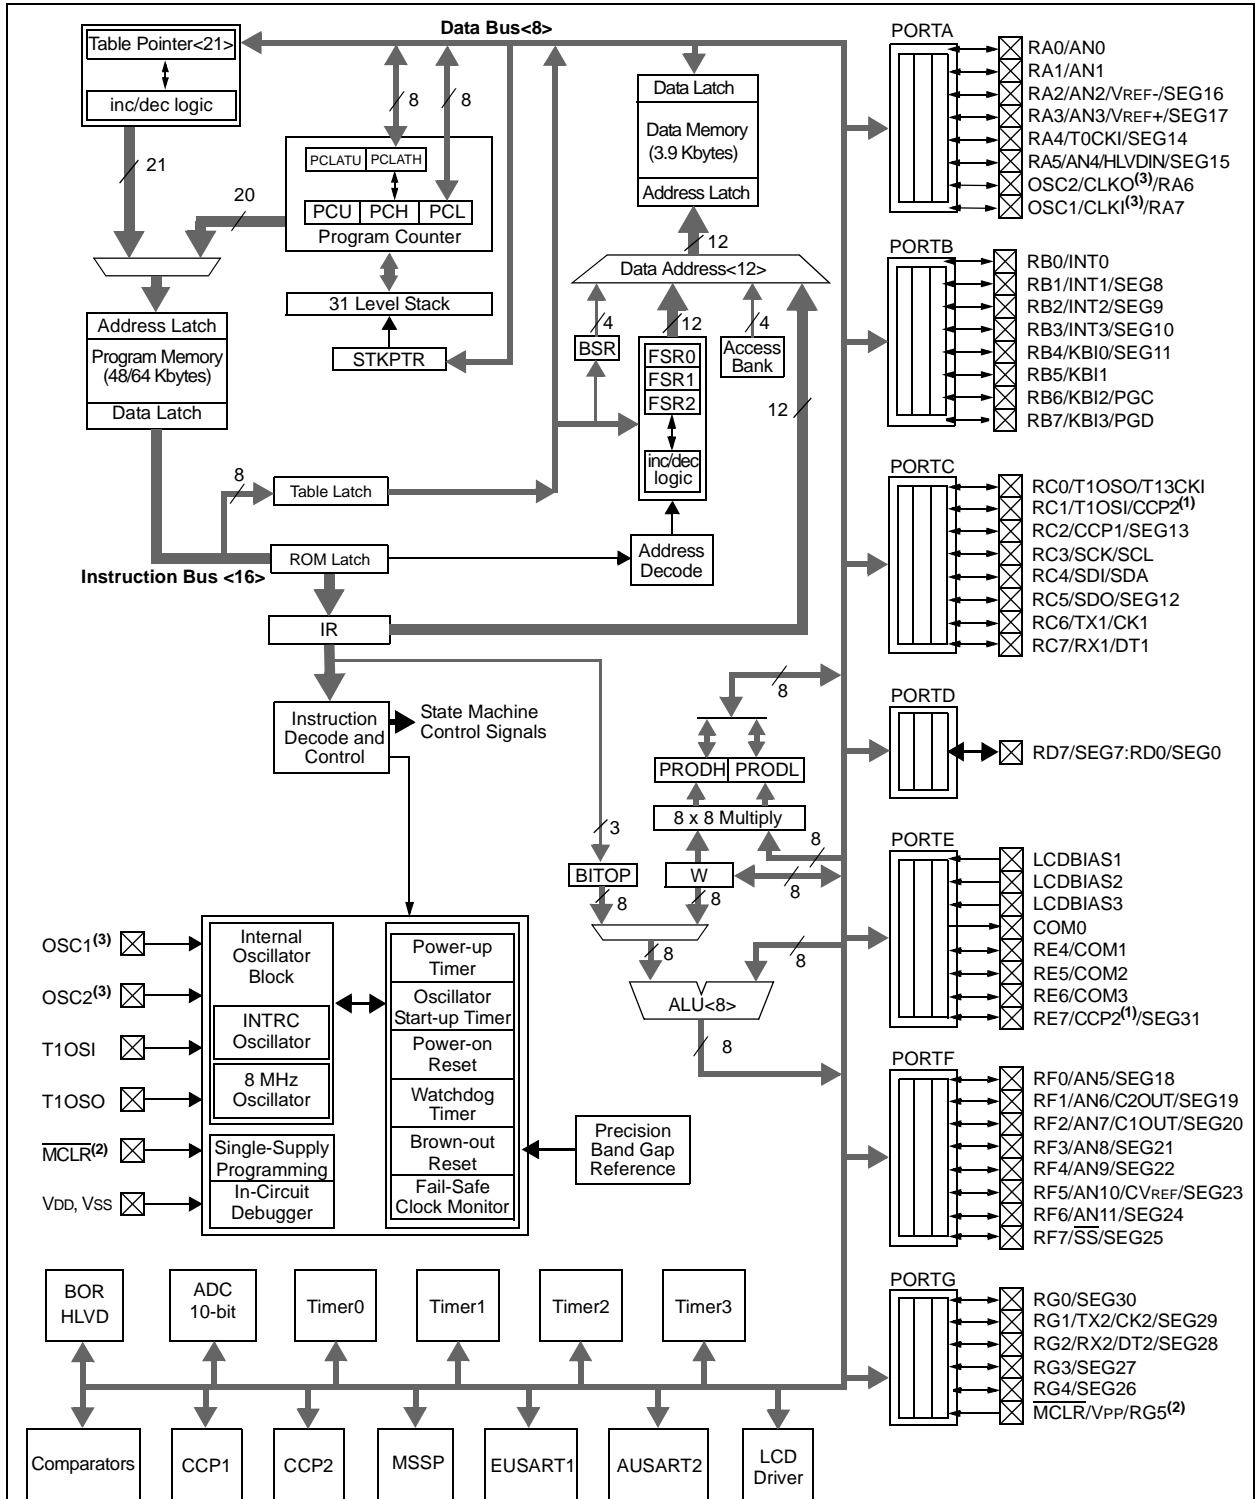 Data Bus<8>
Table Pointer<21>
inc/dec logic
21
20
8
8
PCLATU
PCLATH
PCU
PCH
PCL
Program Counter
31 Level Stack
STKPTR
Data Latch
Data Memory
(3.9 Kbytes)
Address Latch
12
Data Address<12>
4
12
4
BSR
FSR0
FSR1
FSR2
inc/dec
logic
Access
Bank
12
Address
Decode
Address Latch
Program Memory
(48/64 Kbytes)
Data Latch
8
Table Latch
ROM Latch
Instruction Bus <16>
IR
Instruction
Decode and
Control
State Machine
Control Signals
8
PRODH
PRODL
8 x 8 Multiply
3
8
BITOP
W
8
8
8
8
8
ALU<8>
8
OSC1(3)
OSC2(3)
T1OSI
T1OSO
MCLR(2)
VDD, VSS
Internal
Oscillator
Block
INTRC
Oscillator
8 MHz
Oscillator
Single-Supply
Programming
In-Circuit
Debugger
Power-up
Timer
Oscillator
Start-up Timer
Power-on
Reset
Watchdog
Timer
Brown-out
Reset
Fail-Safe
Clock Monitor
Precision
Band Gap
Reference
BOR
HLVD
ADC
10-bit
Timer0
Timer1
Timer2
Timer3
Comparators
CCP1
CCP2
MSSP
EUSART1
AUSART2
LCD
Driver
PORTA
RA0/AN0
RA1/AN1
RA2/AN2/VREF-/SEG16
RA3/AN3/VREF+/SEG17
RA4/T0CKI/SEG14
RA5/AN4/HLVDIN/SEG15
OSC2/CLKO(3)/RA6
OSC1/CLKI(3)/RA7
PORTB
RB0/INT0
RB1/INT1/SEG8
RB2/INT2/SEG9
RB3/INT3/SEG10
RB4/KBI0/SEG11
RB5/KBI1
RB6/KBI2/PGC
RB7/KBI3/PGD
PORTC
RC0/T1OSO/T13CKI
RC1/T1OSI/CCP2(1)
RC2/CCP1/SEG13
RC3/SCK/SCL
RC4/SDI/SDA
RC5/SDO/SEG12
RC6/TX1/CK1
RC7/RX1/DT1
PORTD
RD7/SEG7:RD0/SEG0
PORTE
LCDBIAS1
LCDBIAS2
LCDBIAS3
COM0
RE4/COM1
RE5/COM2
RE6/COM3
RE7/CCP2(1)/SEG31
PORTF
RF0/AN5/SEG18
RF1/AN6/C2OUT/SEG19
RF2/AN7/C1OUT/SEG20
RF3/AN8/SEG21
RF4/AN9/SEG22
RF5/AN10/CVREF/SEG23
RF6/AN11/SEG24
RF7/SS/SEG25
PORTG
RG0/SEG30
RG1/TX2/CK2/SEG29
RG2/RX2/DT2/SEG28
RG3/SEG27
RG4/SEG26
MCLR/VPP/RG5(2)